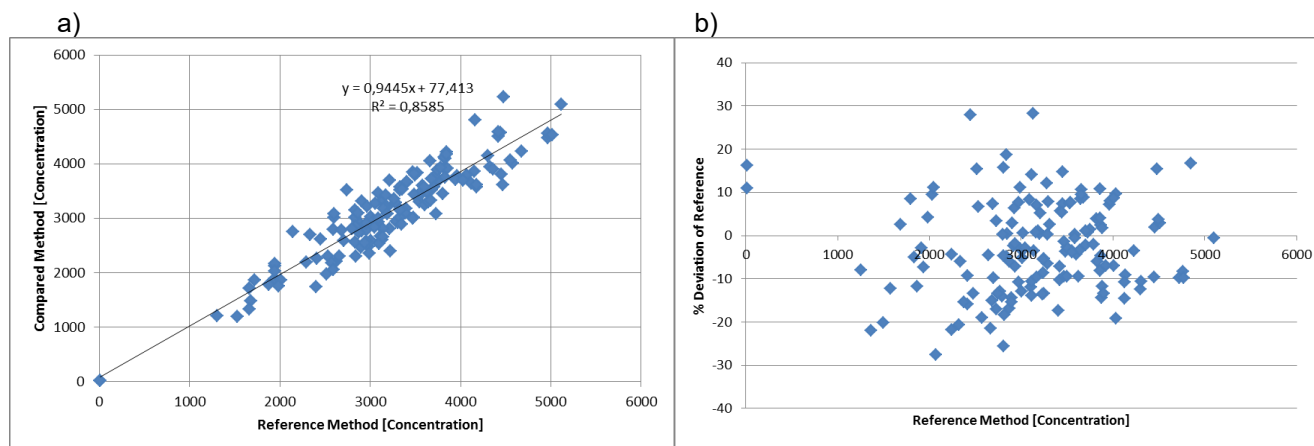 a)
6000
5000
4000
3000
2000
1000
0
y = 0,9445x + 77,413
R² = 0,8585
Compared Method [Concentration]
0 1000 2000 3000 4000 5000 6000
Reference Method [Concentration]
b)
40
30
20
10
0
-10
-20
-30
-40
% Deviation of Reference
0 1000 2000 3000 4000 5000 6000
Reference Method [Concentration]